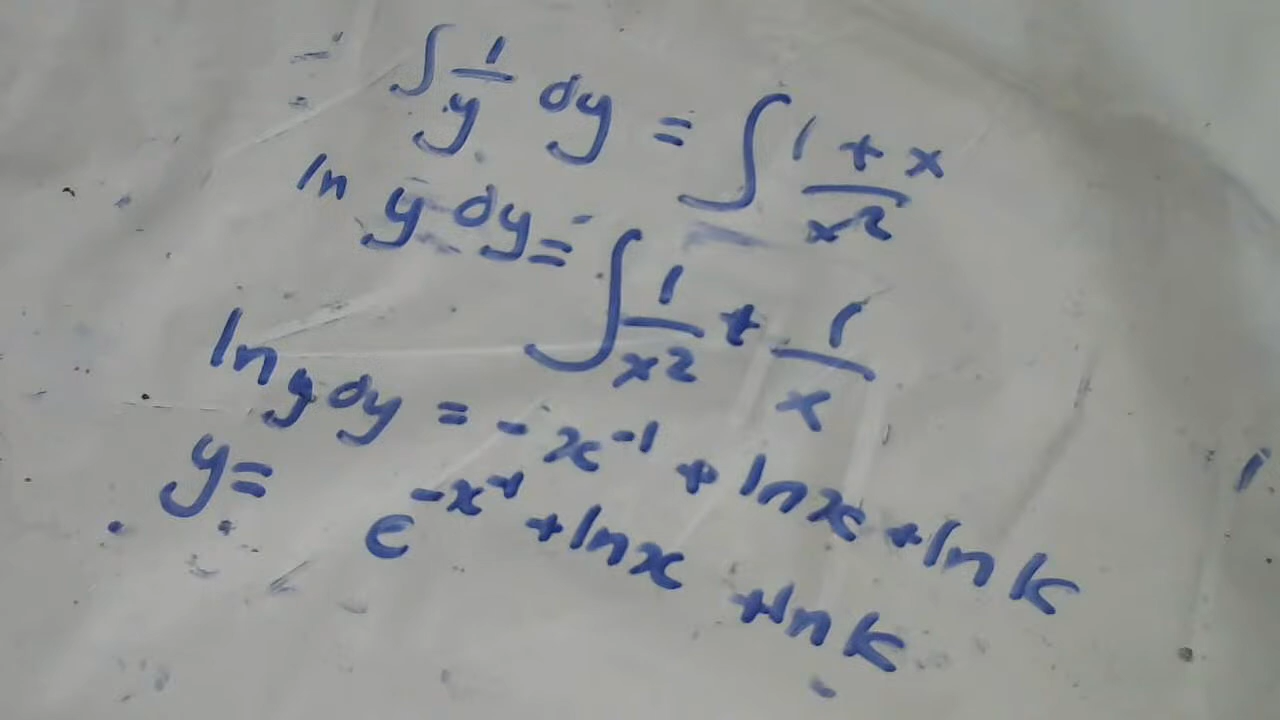 = ∫ 1/y dy = ∫ 1 + x / x2
ln y dy = ∫ 1/x2 + 1/x
ln y dy = -x^-1 + ln x + ln k
y = e^-x^-1 + ln x + ln k